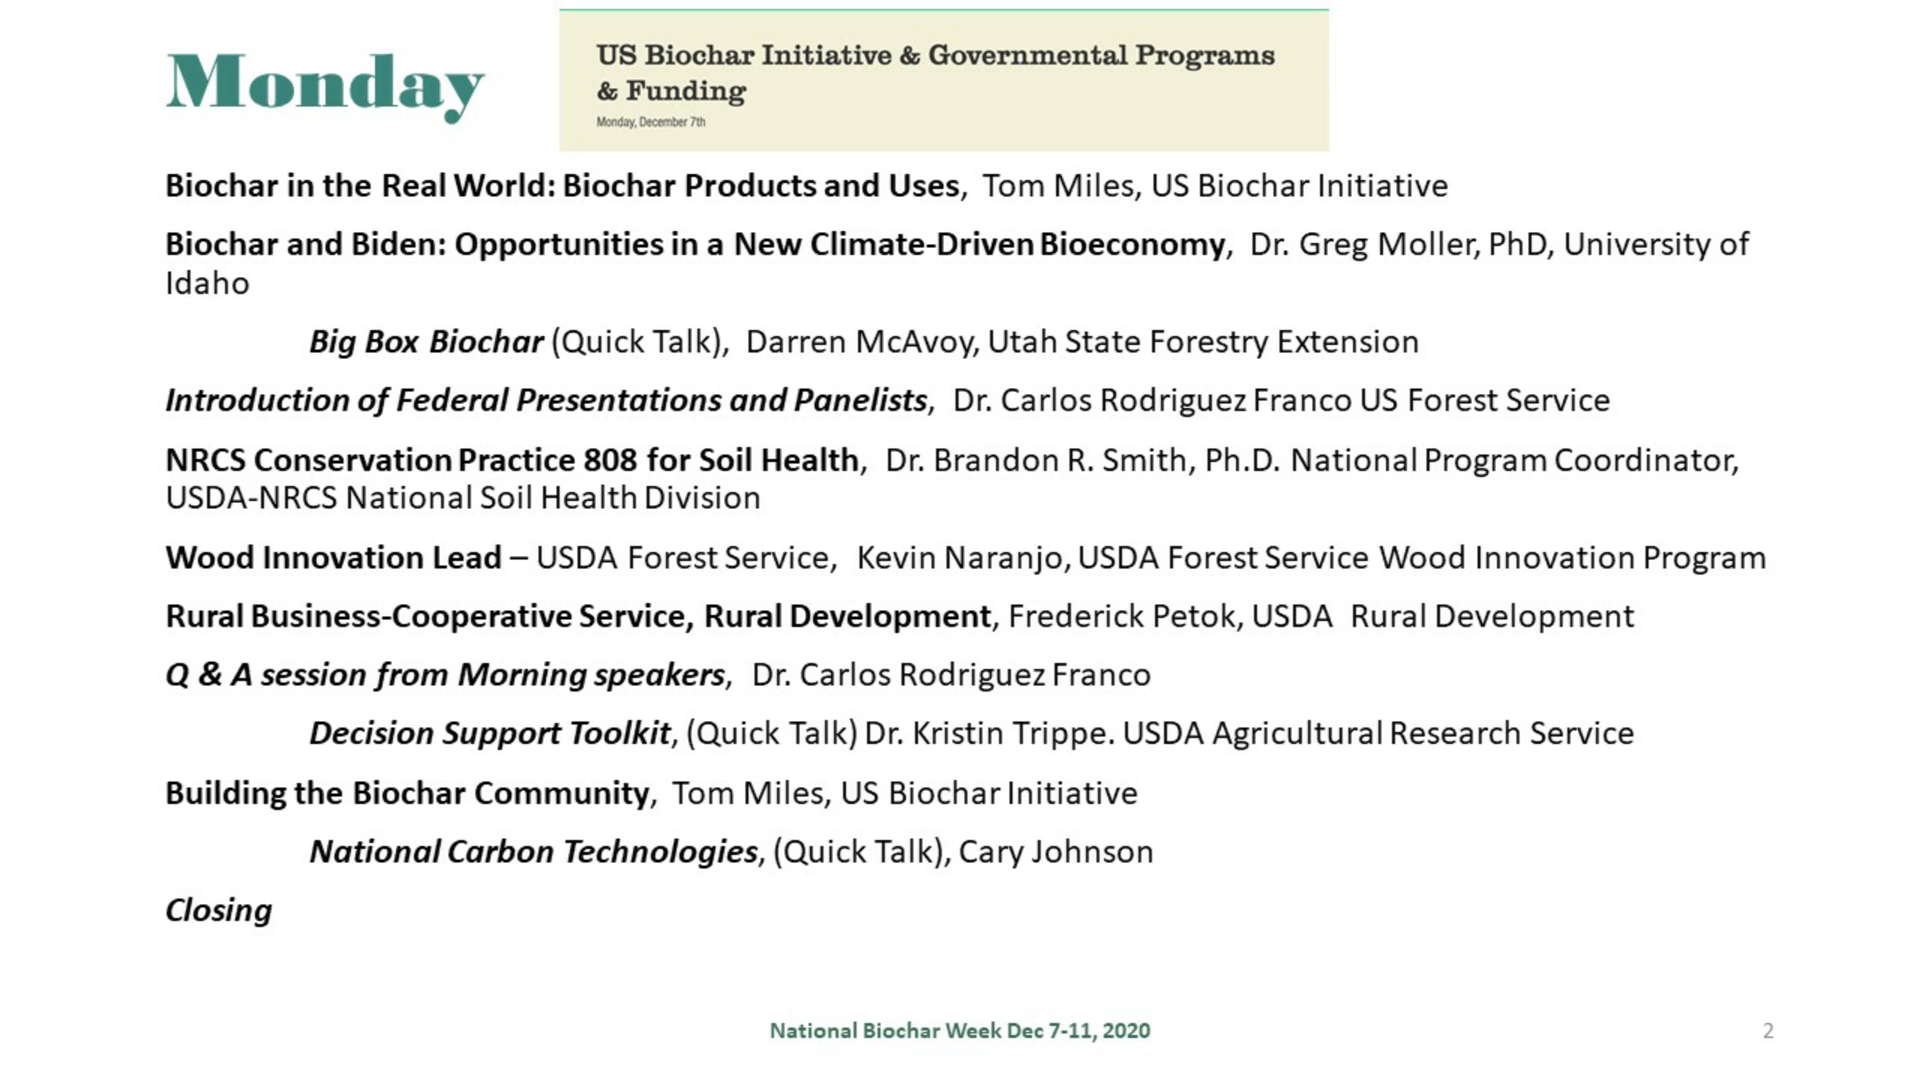 Monday
US Biochar Initiative & Governmental Programs
& Funding
Monday, December 7th
Biochar in the Real World: Biochar Products and Uses, Tom Miles, US Biochar Initiative
Biochar and Biden: Opportunities in a New Climate-Driven Bioeconomy, Dr. Greg Moller, PhD, University of
Idaho
Big Box Biochar (Quick Talk), Darren McAvoy, Utah State Forestry Extension
Introduction of Federal Presentations and Panelists, Dr. Carlos Rodriguez Franco US Forest Service
NRCS Conservation Practice 808 for Soil Health, Dr. Brandon R. Smith, Ph.D. National Program Coordinator,
USDA-NRCS National Soil Health Division
Wood Innovation Lead – USDA Forest Service, Kevin Naranjo, USDA Forest Service Wood Innovation Program
Rural Business-Cooperative Service, Rural Development, Frederick Petok, USDA Rural Development
Q & A session from Morning speakers, Dr. Carlos Rodriguez Franco
Decision Support Toolkit, (Quick Talk) Dr. Kristin Trippe. USDA Agricultural Research Service
Building the Biochar Community, Tom Miles, US Biochar Initiative
National Carbon Technologies, (Quick Talk), Cary Johnson
Closing
National Biochar Week Dec 7-11, 2020
2